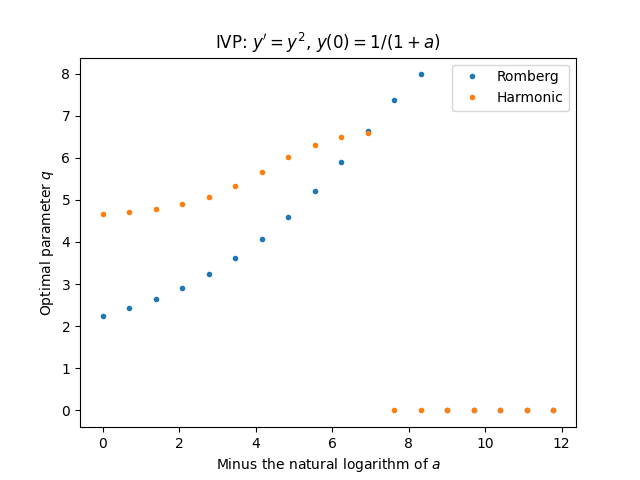 IVP: y′ = y², y(0) = 1/(1 + a)
Romberg
Harmonic
Optimal parameter q
8
7
6
5
4
3
2
1
0
0 2 4 6 8 10 12
Minus the natural logarithm of a